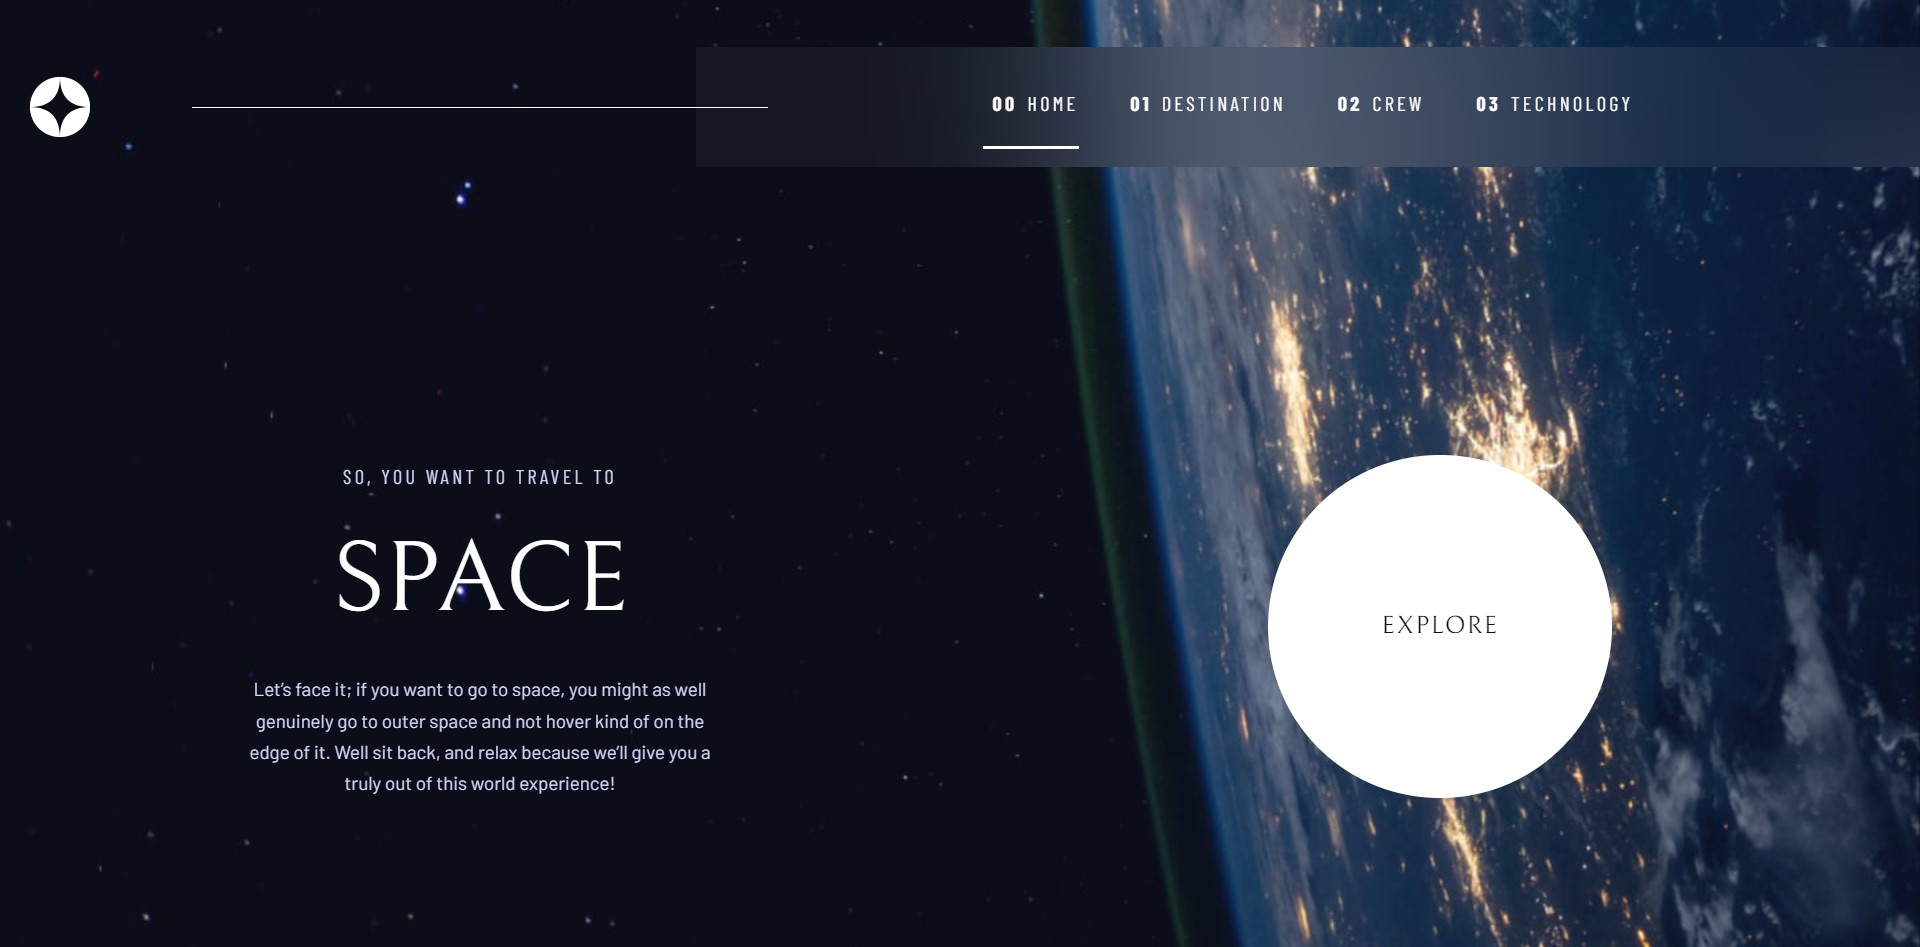 00 HOME 01 DESTINATION 02 CREW 03 TECHNOLOGY
SO, YOU WANT TO TRAVEL TO
SPACE
Let’s face it; if you want to go to space, you might as well
genuinely go to outer space and not hover kind of on the
edge of it. Well sit back, and relax because we’ll give you a
truly out of this world experience!
EXPLORE